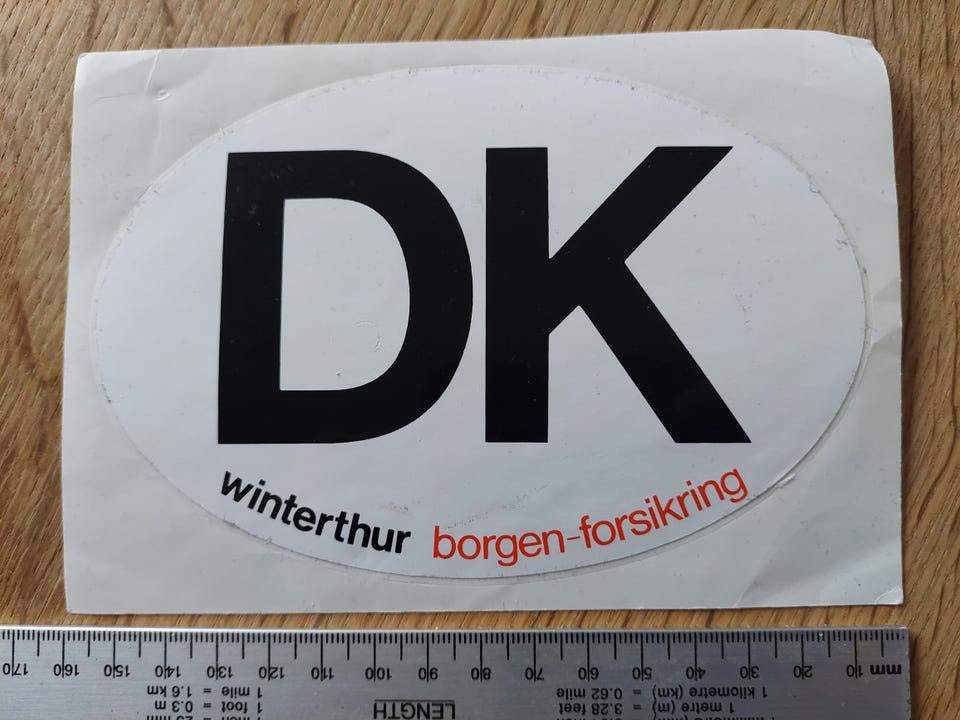 DK
winterthur borgen-forsikring
170 160 150 140 130 120 110 100 90 80 70 60 50 40 30 20 10 mm
1 mile = 1.6 km
1 foot = 0.3 m
LENGTH
1 kilometre (km) = 0.62 mile
1 metre (m) = 3.28 feet